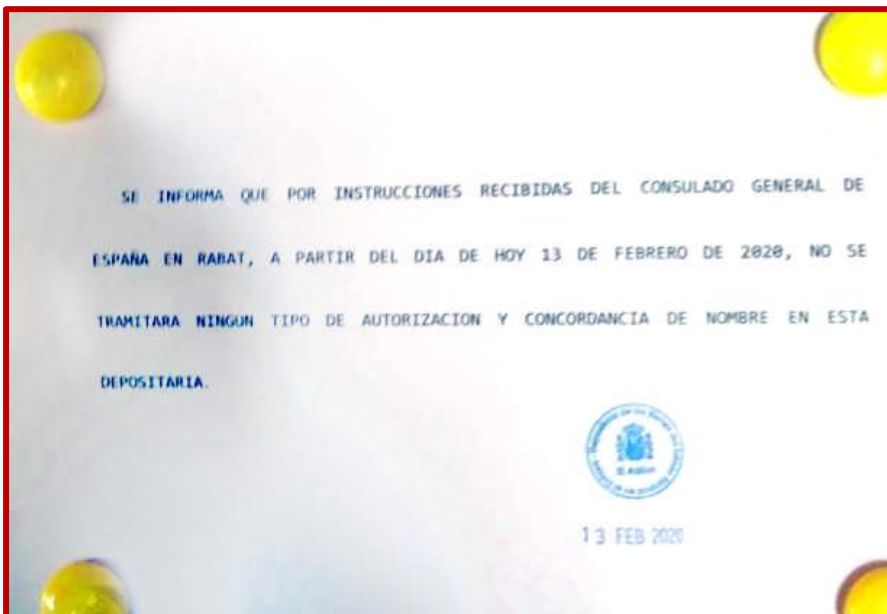 SE INFORMA QUE POR INSTRUCCIONES RECIBIDAS DEL CONSULADO GENERAL DE
ESPAÑA EN RABAT, A PARTIR DEL DIA DE HOY 13 DE FEBRERO DE 2020, NO SE
TRAMITARA NINGUN TIPO DE AUTORIZACION Y CONCORDANCIA DE NOMBRE EN ESTA
DEPOSITARIA.
13 FEB 2020